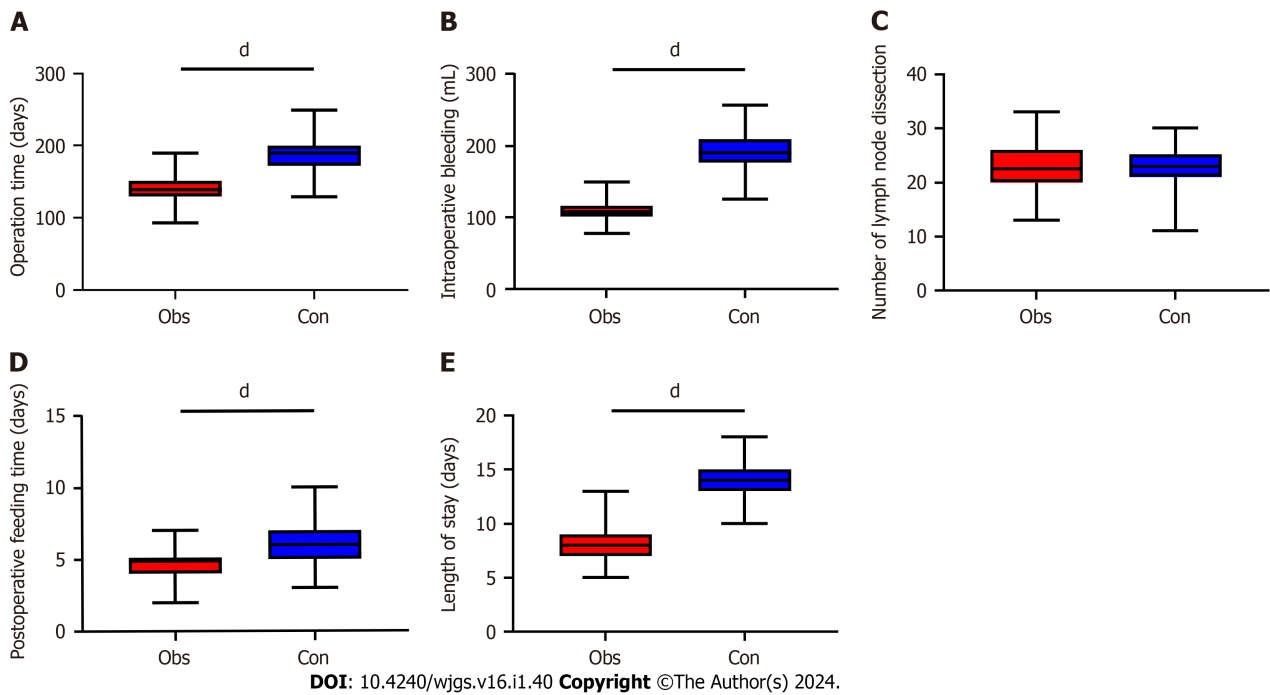 A
d
Operation time (days)
300
200
100
0
Obs Con
B
d
Intraoperative bleeding (mL)
300
200
100
0
Obs Con
C
Number of lymph node dissection
40
30
20
10
0
Obs Con
D
d
Postoperative feeding time (days)
15
10
5
0
Obs Con
E
d
Length of stay (days)
20
15
10
5
0
Obs Con
DOI: 10.4240/wjgs.v16.i1.40 Copyright ©The Author(s) 2024.